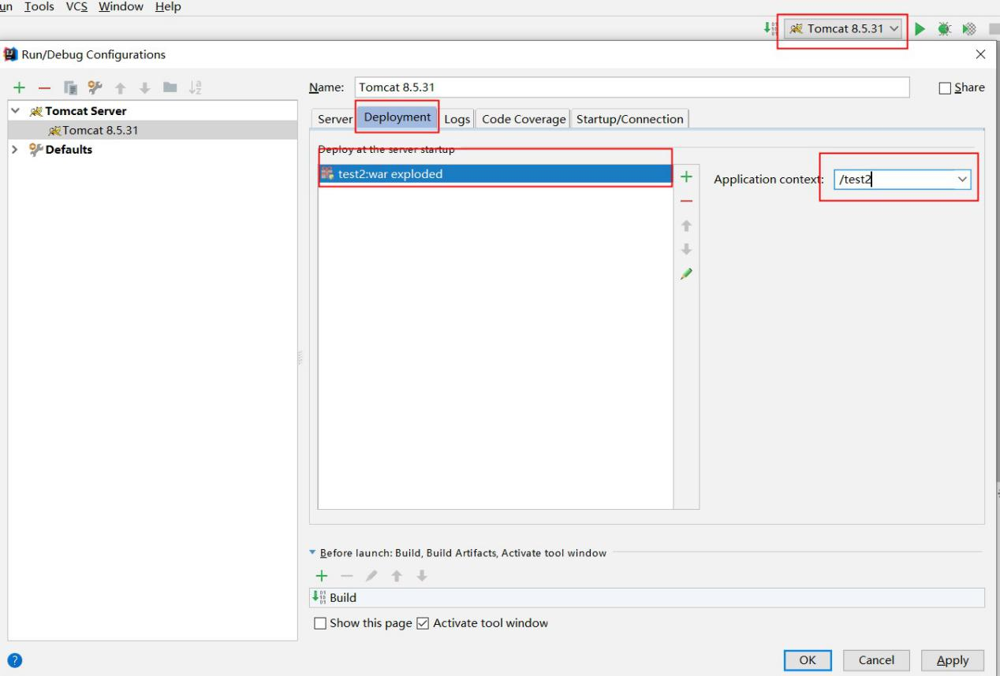 un Tools VCS Window Help
Tomcat 8.5.31
Run/Debug Configurations
Name: Tomcat 8.5.31 Share
Tomcat Server
Tomcat 8.5.31
Defaults
Server Deployment Logs Code Coverage Startup/Connection
Deploy at the server startup
test2:war exploded
Application context: /test2
Before launch: Build, Build Artifacts, Activate tool window
Build
Show this page Activate tool window
? OK Cancel Apply